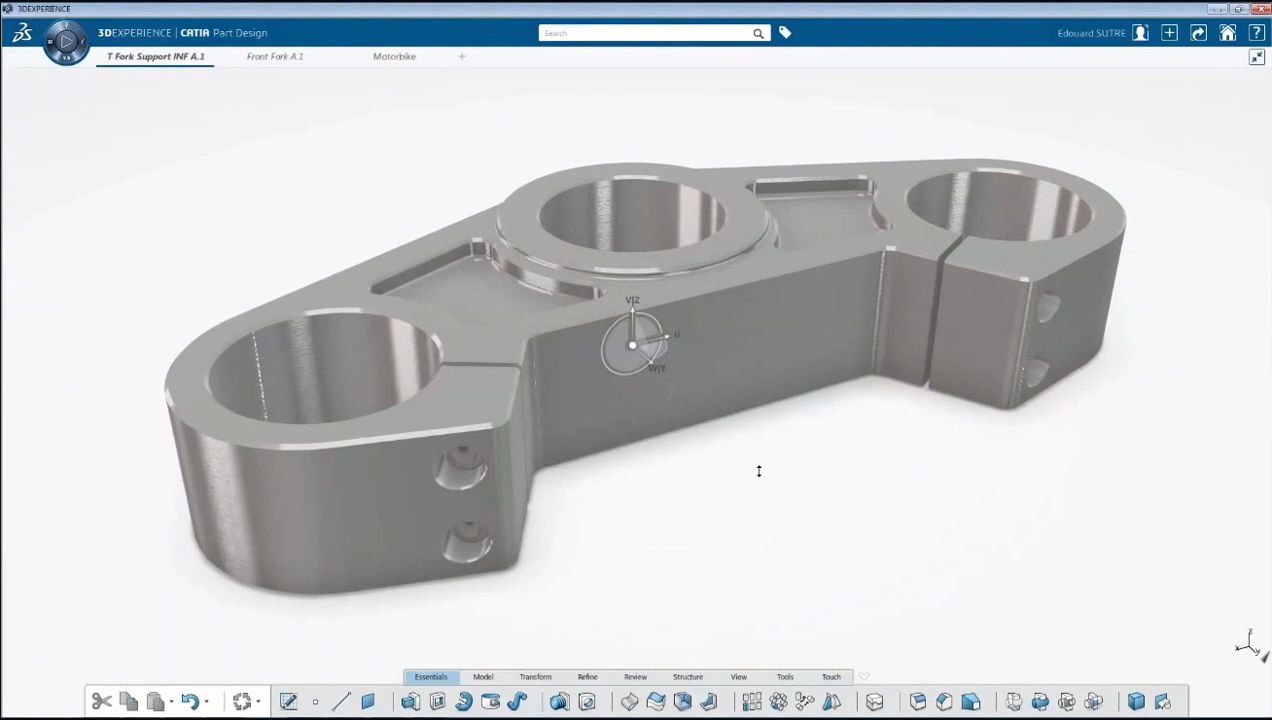 3DEXPERIENCE
3DEXPERIENCE | CATIA Part Design
Search
Edouard SUTRE
T Fork Support INF A.1
Front Fork A.1
Motorbike
V|Z
U
W|Y
Z
X
Y
Essentials
Model
Transform
Refine
Review
Structure
View
Tools
Touch